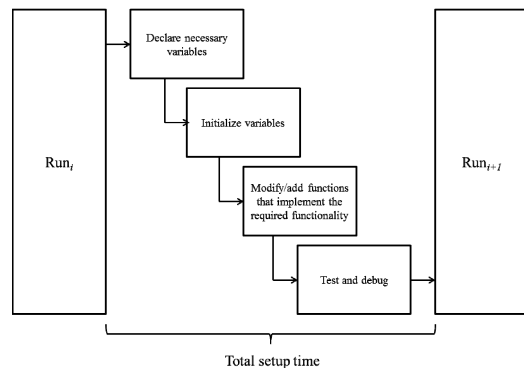 Declare necessary
variables
Initialize variables
Run_i
Modify/add functions
that implement the
required functionality
Run_{i+1}
Test and debug
Total setup time